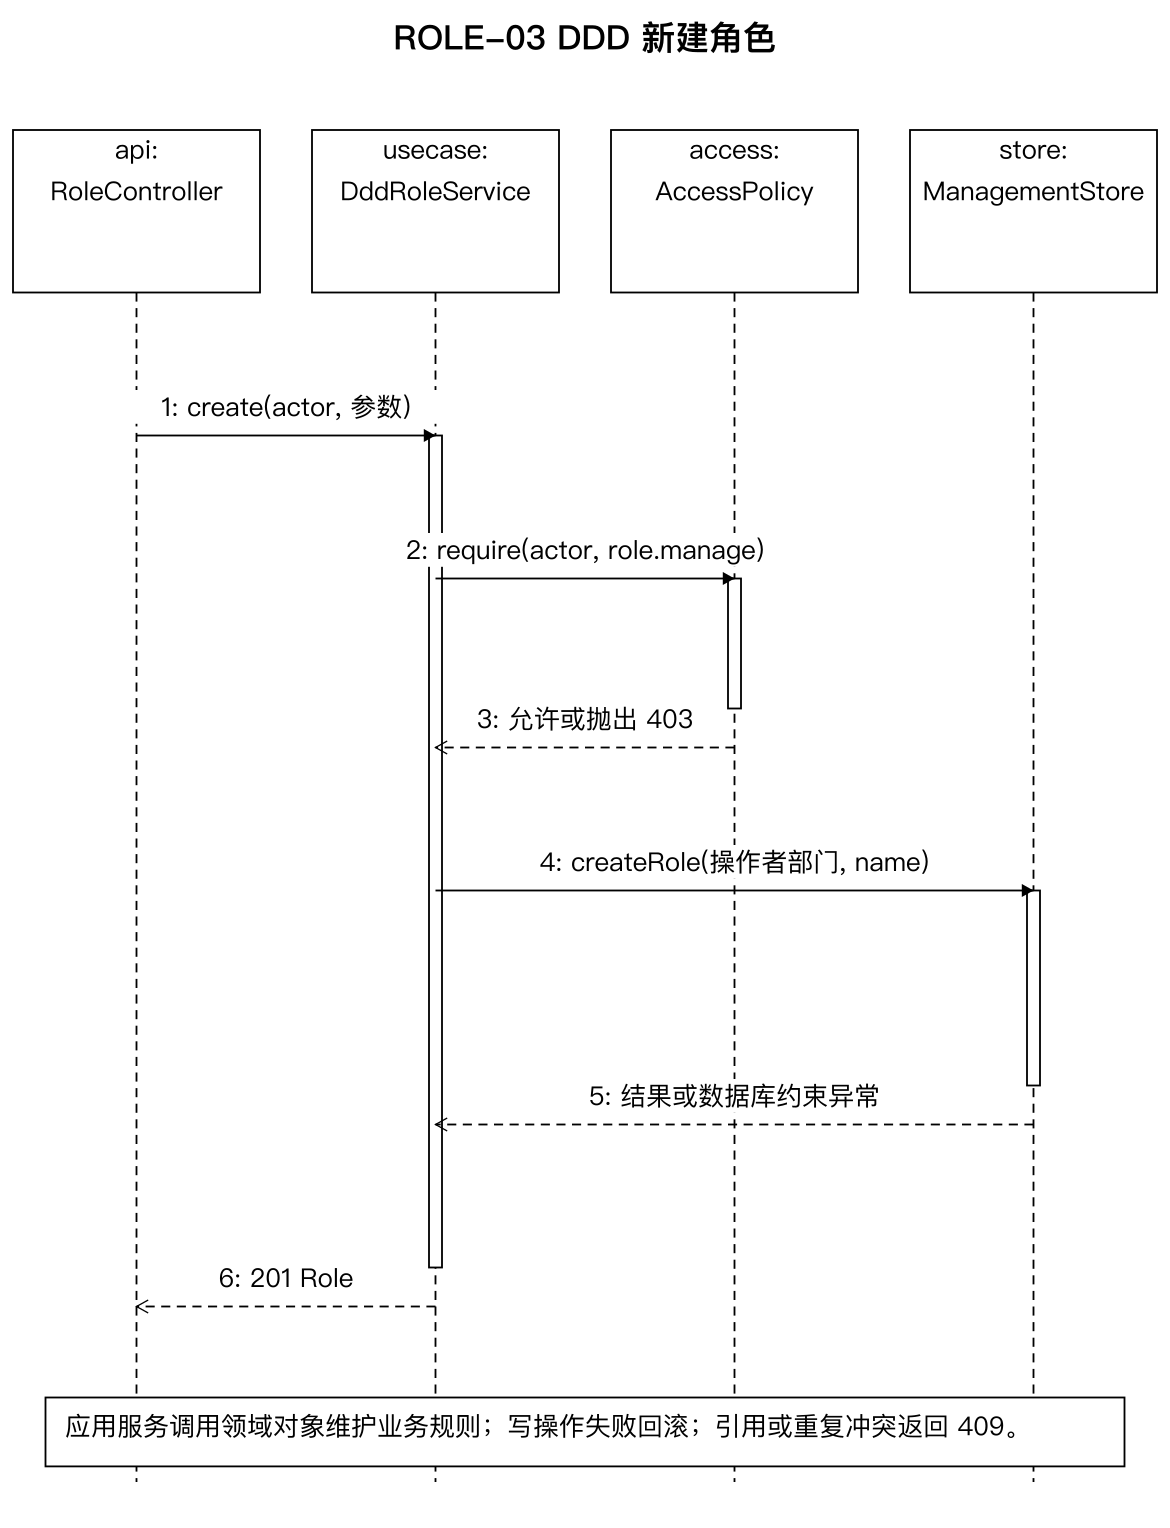 ROLE–03 DDD 新建角色
api:
RoleController
usecase:
DddRoleService
access:
AccessPolicy
store:
ManagementStore
1: create(actor, 参数)
2: require(actor, role.manage)
3: 允许或抛出 403
4: createRole(操作者部门, name)
5: 结果或数据库约束异常
6: 201 Role
应用服务调用领域对象维护业务规则；写操作失败回滚；引用或重复冲突返回 409。